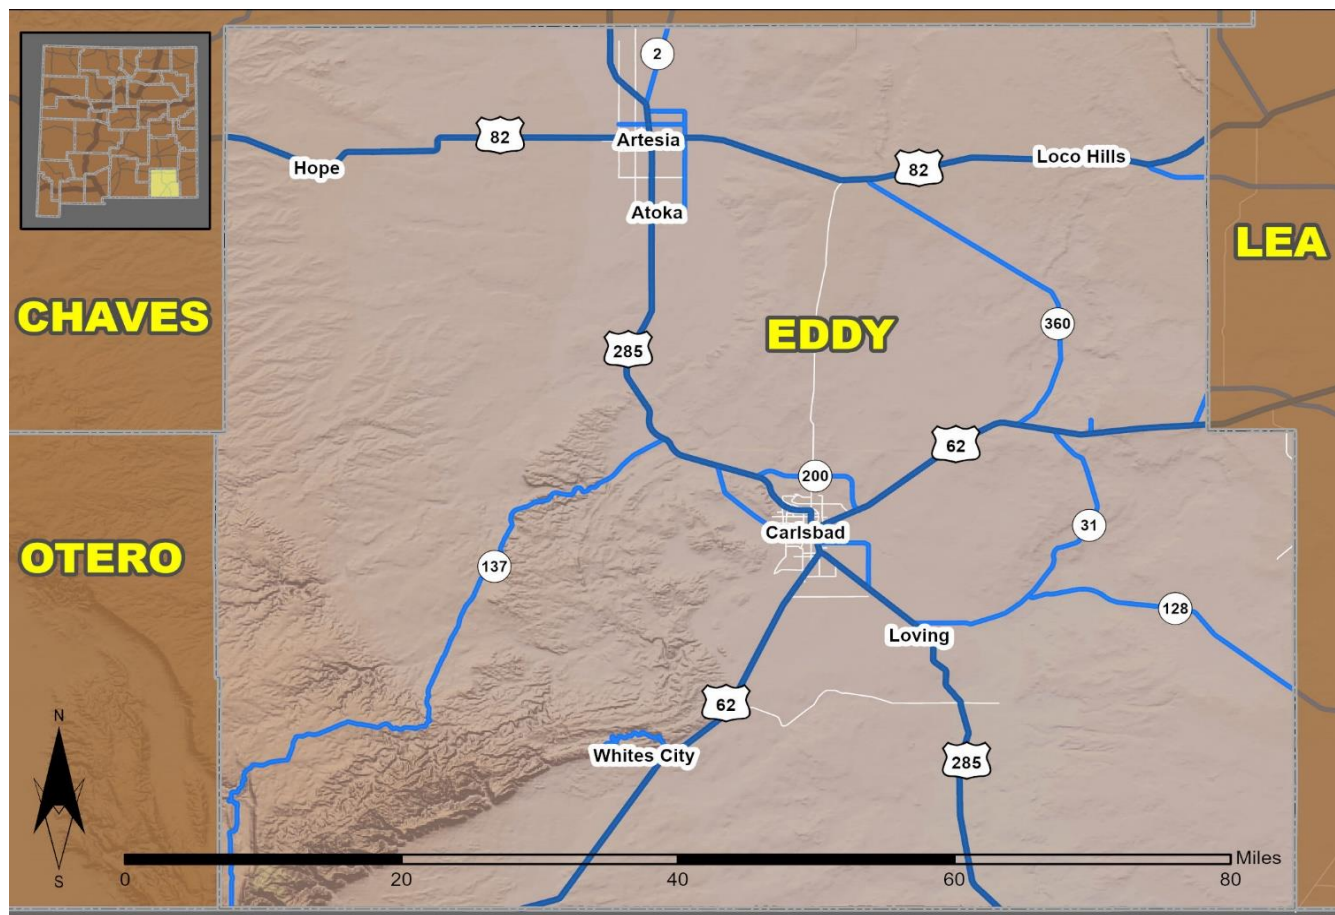 2
82
Artesia
Hope
82
Loco Hills
Atoka
LEA
CHAVES
360
EDDY
285
62
200
Carlsbad
31
OTERO
137
128
Loving
62
Whites City
285
N
S
0
20
40
60
80
Miles